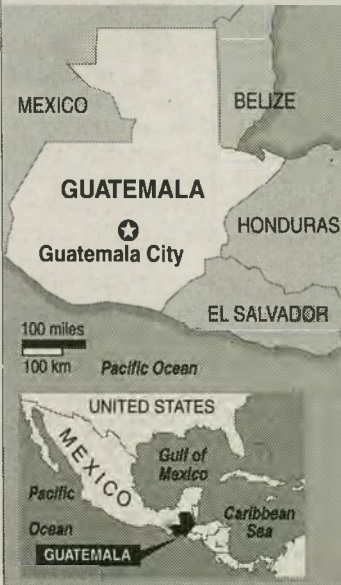 MEXICO
BELIZE
GUATEMALA
HONDURAS
Guatemala City
EL SALVADOR
100 miles
100 km
Pacific Ocean
UNITED STATES
MEXICO
Gulf of
Mexico
Pacific
Ocean
Caribbean
Sea
GUATEMALA